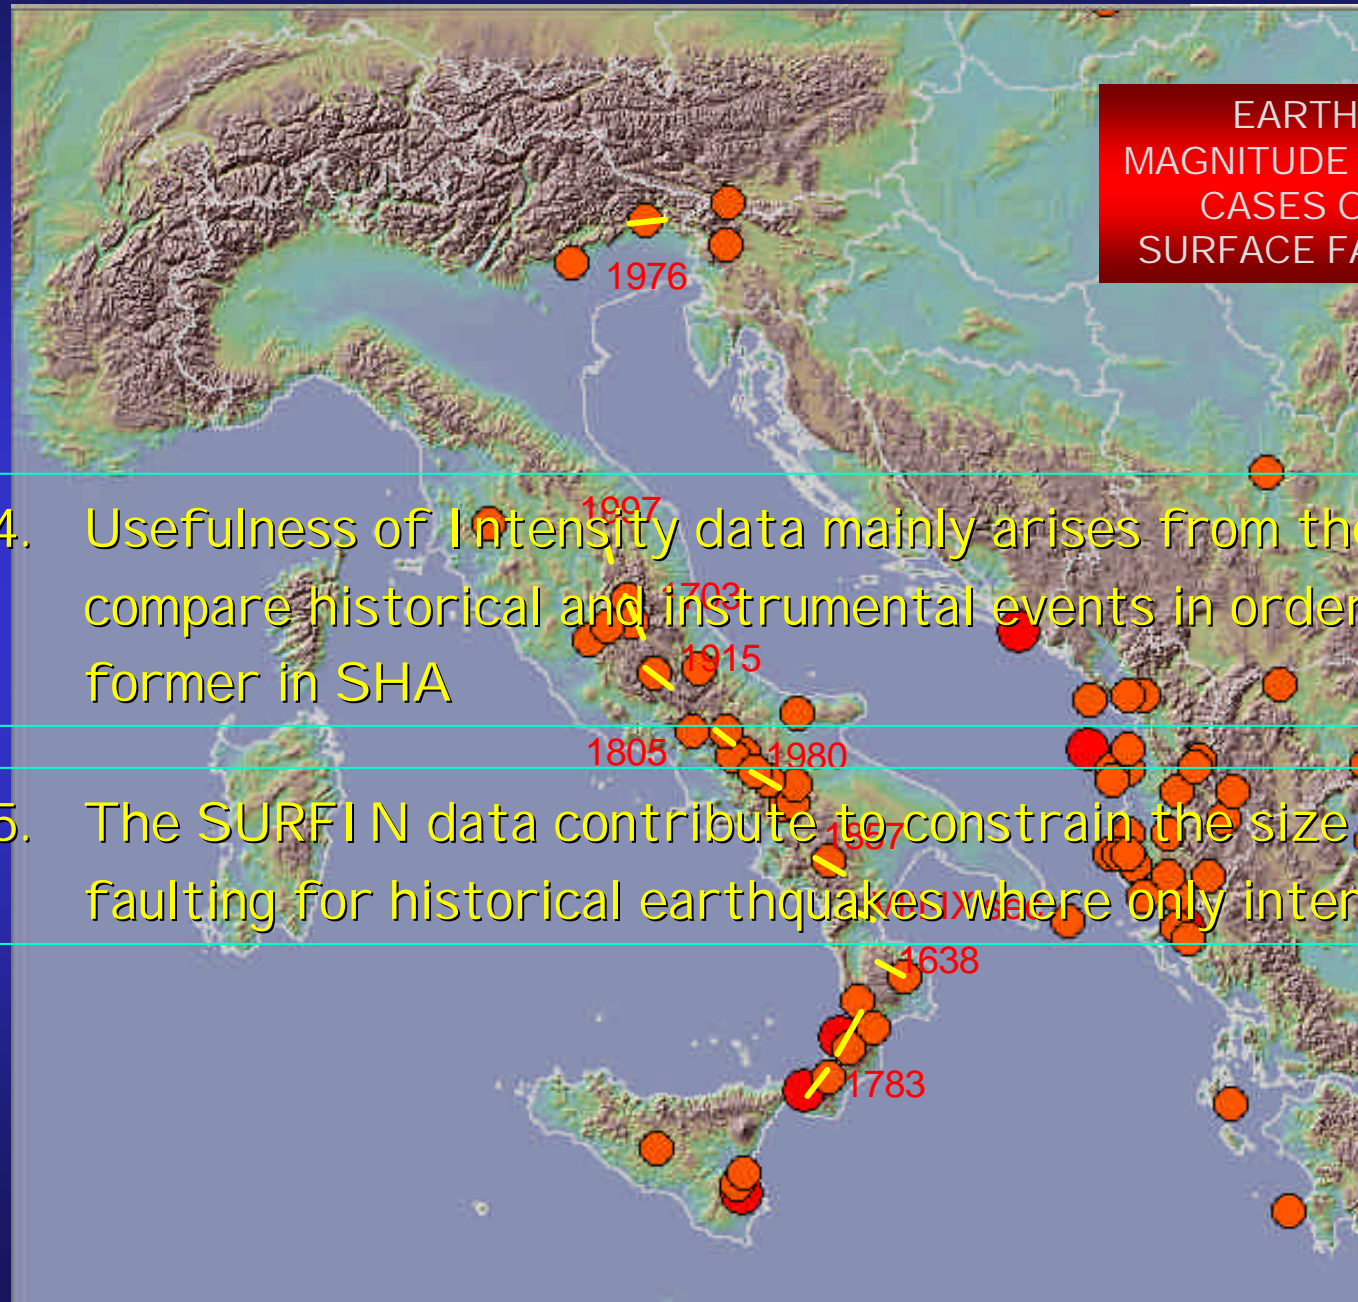 EARTH
MAGNITUDE
CASES O
SURFACE FA
1976
1997
4. Usefulness of Intensity data mainly arises from the
compare historical and instrumental events in order
former in SHA
1703
1915
1805
1980
5. The SURFIN data contribute to constrain the size
faulting for historical earthquakes where only inter
1857
IX sec.
1638
1783